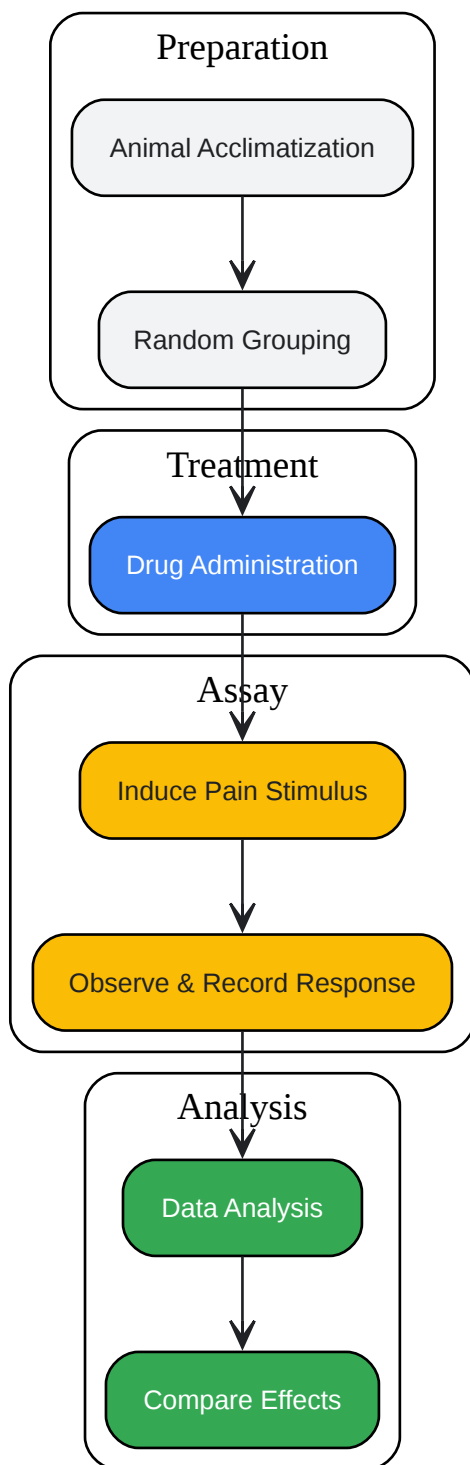 Preparation
Animal Acclimatization
Random Grouping
Treatment
Drug Administration
Assay
Induce Pain Stimulus
Observe & Record Response
Analysis
Data Analysis
Compare Effects